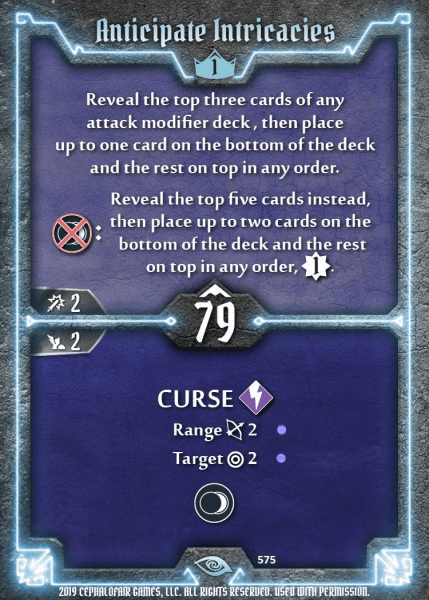 Anticipate Intricacies
1
Reveal the top three cards of any
attack modifier deck, then place
up to one card on the bottom of the deck
and the rest on top in any order.
Reveal the top five cards instead,
: then place up to two cards on the
bottom of the deck and the rest
on top in any order, 1.
2
79
2
CURSE
Range 2
Target 2
575
2019 CEPHALOFAIR GAMES, LLC. ALL RIGHTS RESERVED. USED WITH PERMISSION.